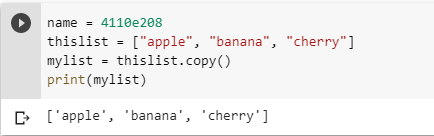 name = 4110e208
thislist = ["apple", "banana", "cherry"]
mylist = thislist.copy()
print(mylist)
['apple', 'banana', 'cherry']